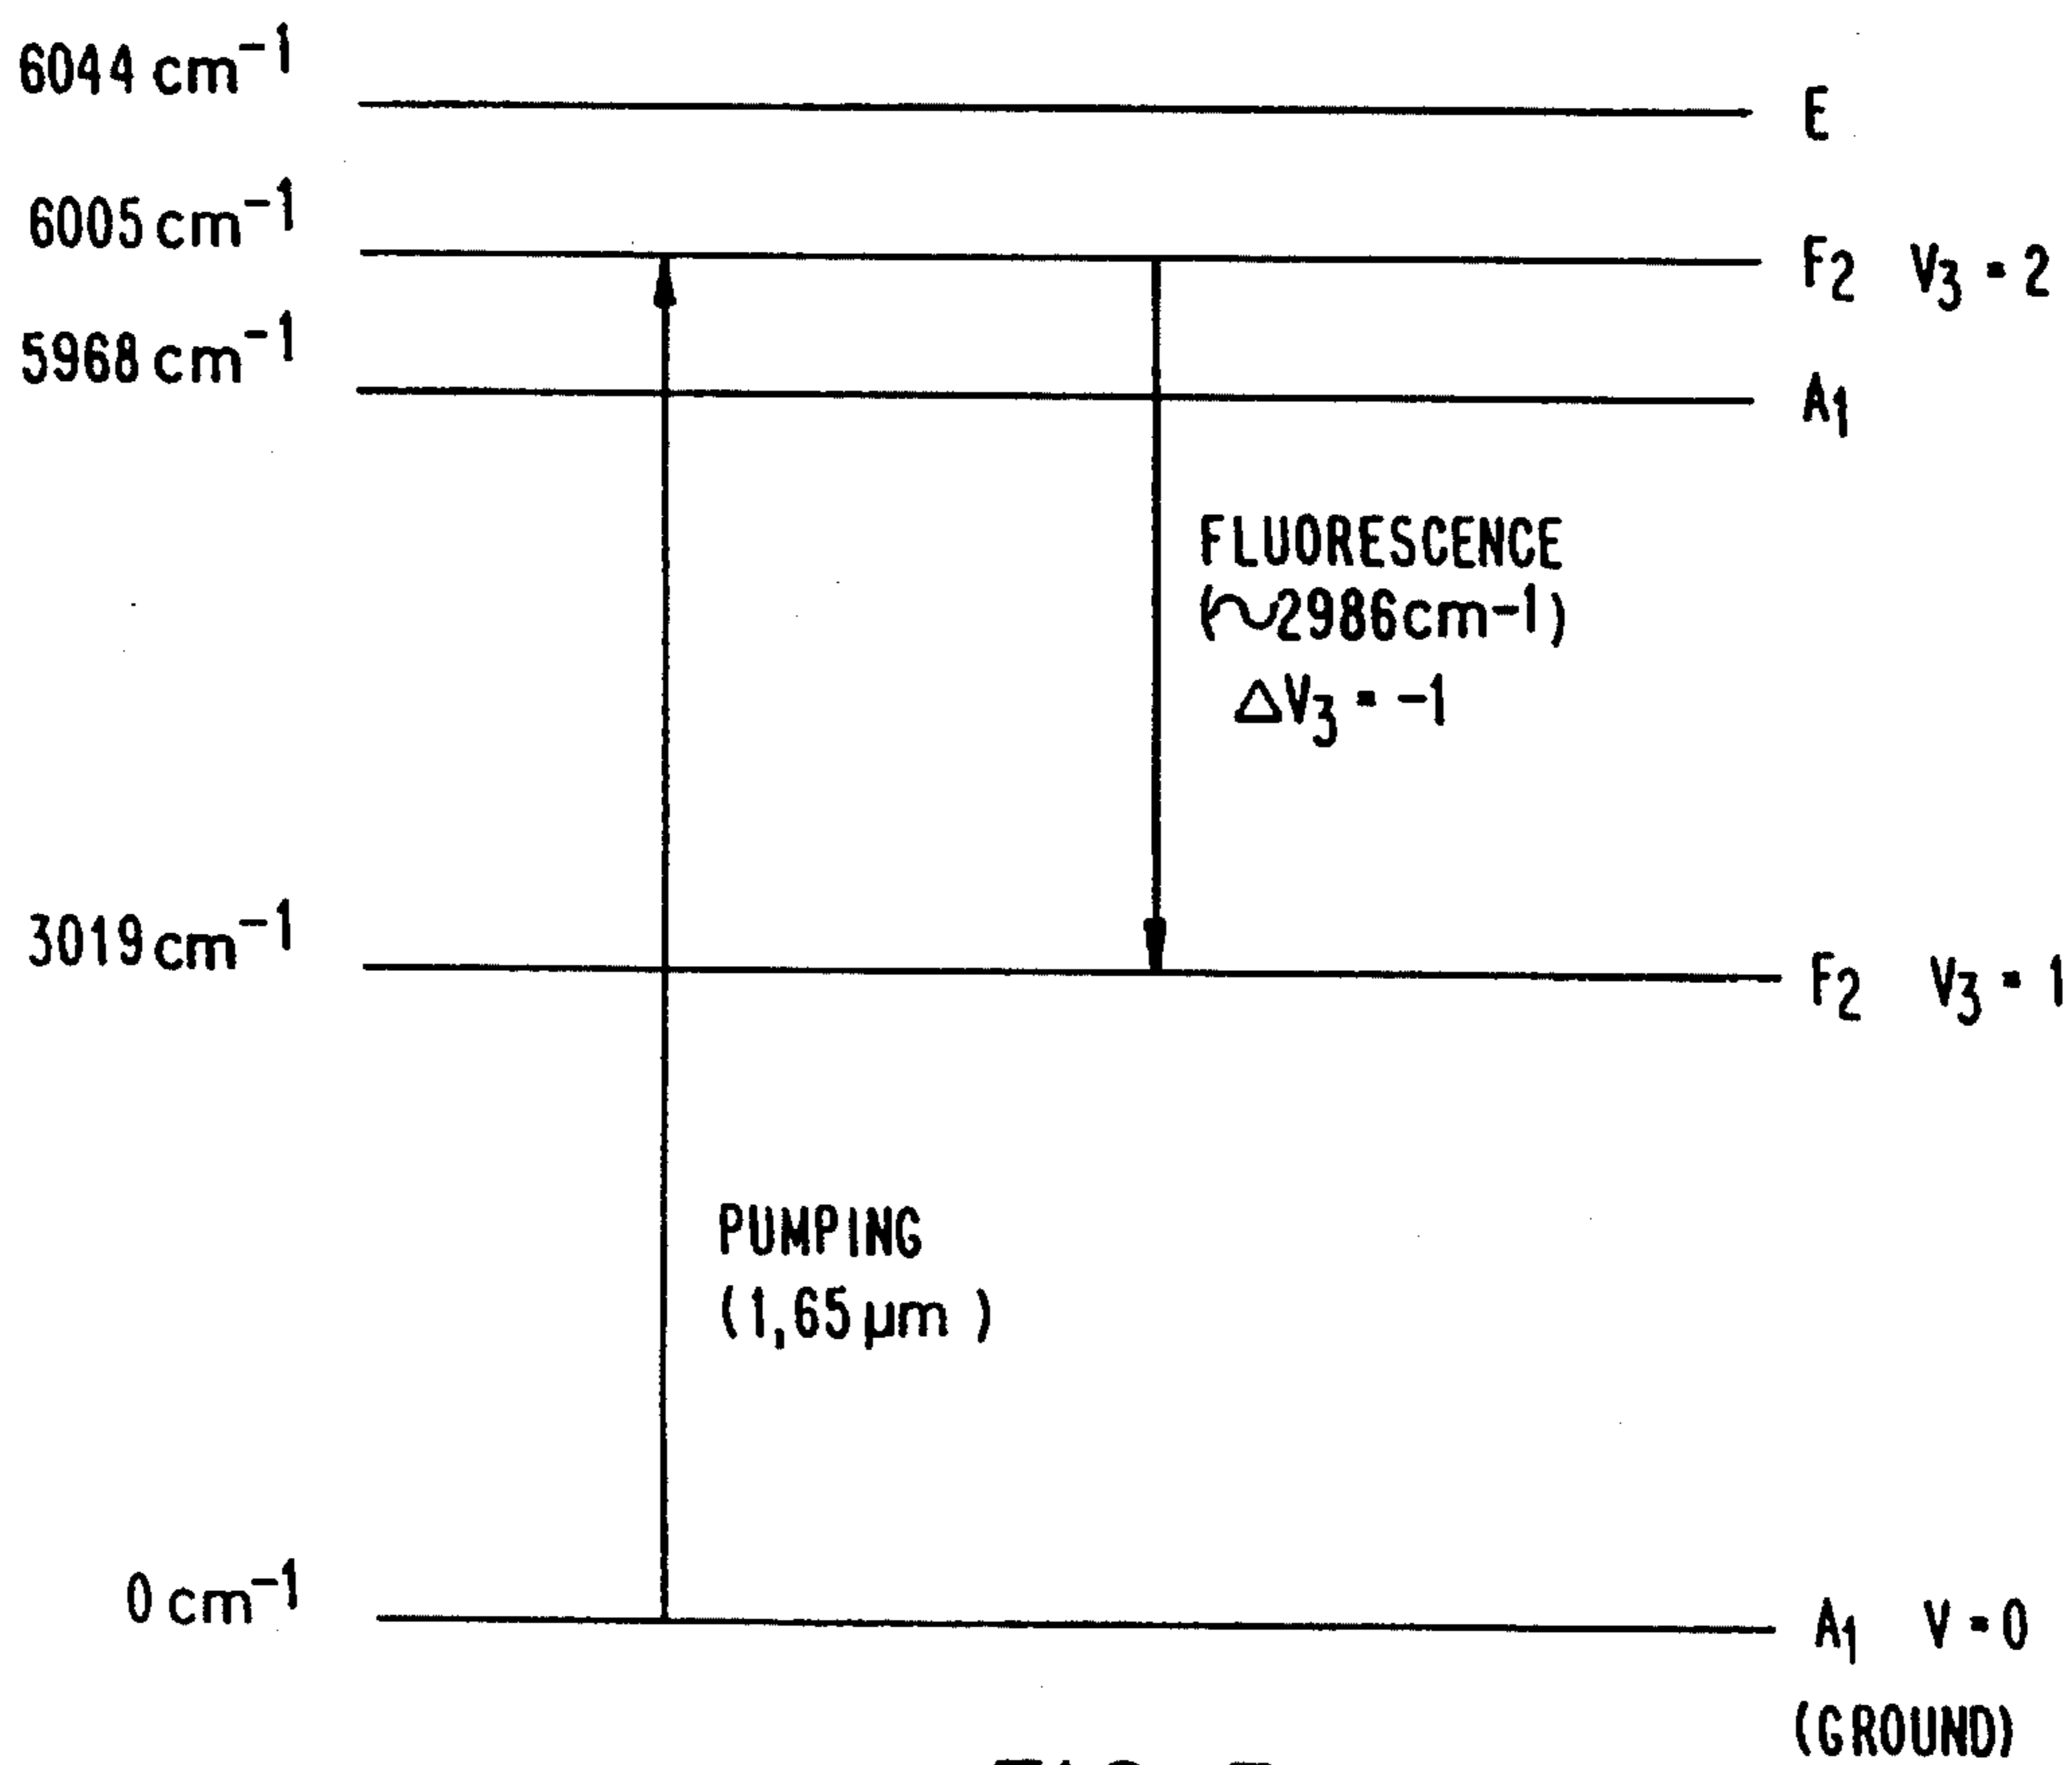 6044 cm⁻¹
E
6005 cm⁻¹
F₂ V₃ = 2
5968 cm⁻¹
A₁
FLUORESCENCE
(~2986cm-1)
ΔV₃ = -1
3019 cm⁻¹
F₂ V₃ = 1
PUMPING
(1,65 µm )
0 cm⁻¹
A₁ V = 0
(GROUND)